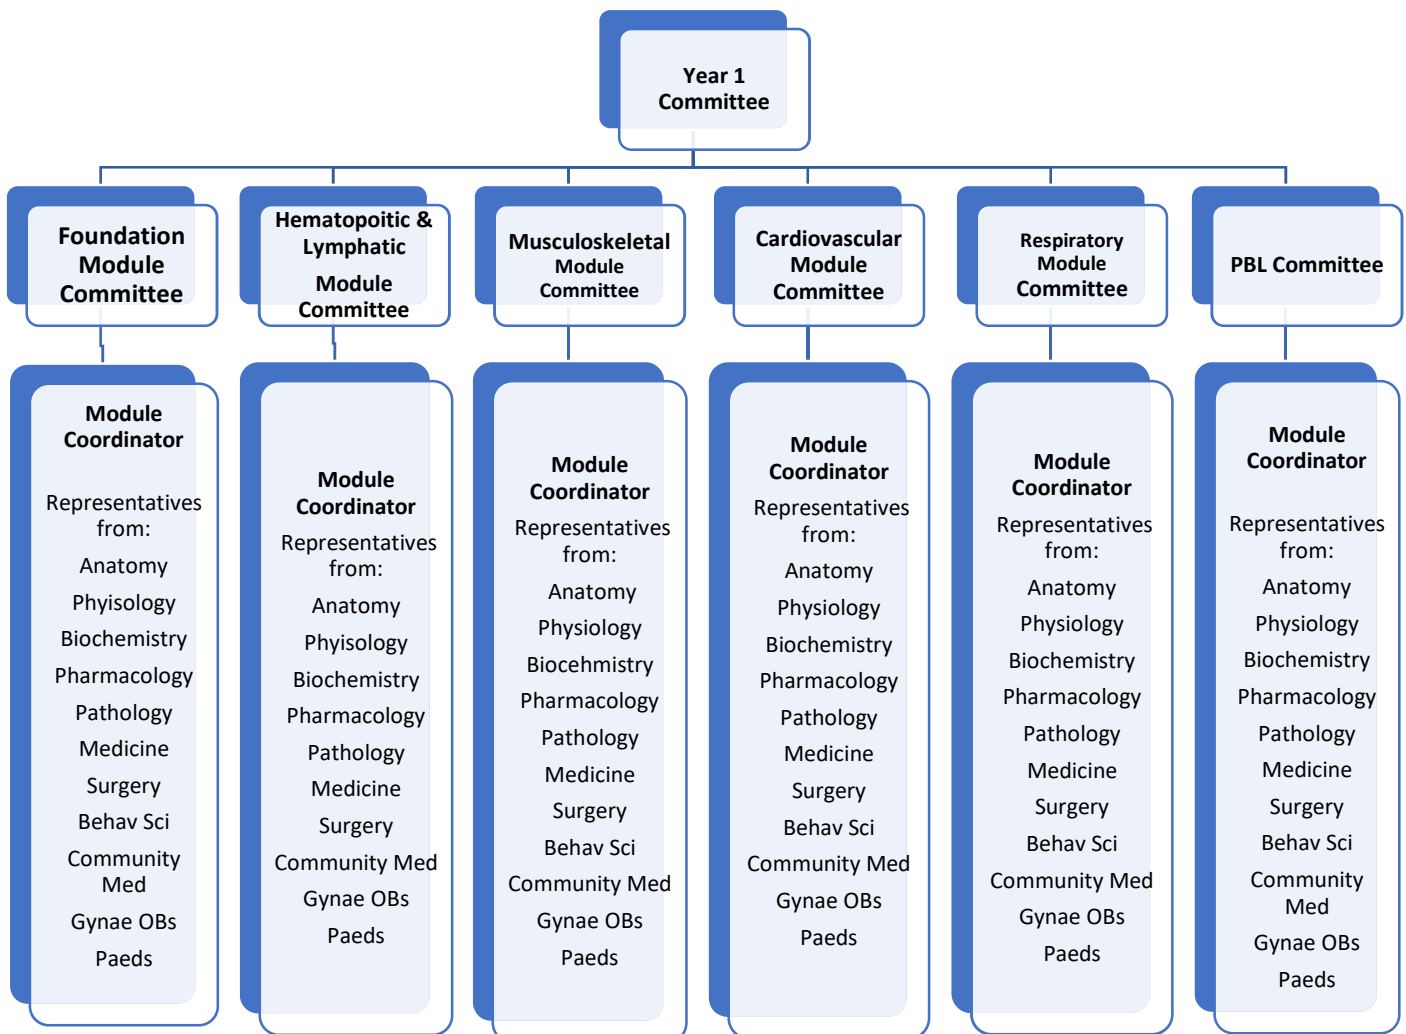 Year 1
Committee
Foundation
Module
Committee
Hematopoitic &
Lymphatic
Module
Committee
Musculoskeletal
Module
Committee
Cardiovascular
Module
Committee
Respiratory
Module
Committee
PBL Committee
Module
Coordinator
Representatives
from:
Anatomy
Phyisology
Biochemistry
Pharmacology
Pathology
Medicine
Surgery
Behav Sci
Community
Med
Gynae OBs
Paeds
Module
Coordinator
Representatives
from:
Anatomy
Phyisology
Biochemistry
Pharmacology
Pathology
Medicine
Surgery
Community Med
Gynae OBs
Paeds
Module
Coordinator
Representatives
from:
Anatomy
Physiology
Biocehmistry
Pharmacology
Pathology
Medicine
Surgery
Behav Sci
Community Med
Gynae OBs
Paeds
Module
Coordinator
Representatives
from:
Anatomy
Physiology
Biochemistry
Pharmacology
Pathology
Medicine
Surgery
Behav Sci
Community Med
Gynae OBs
Paeds
Module
Coordinator
Representatives
from:
Anatomy
Physiology
Biochemistry
Pharmacology
Pathology
Medicine
Surgery
Behav Sci
Community Med
Gynae OBs
Paeds
Module
Coordinator
Representatives
from:
Anatomy
Physiology
Biochemistry
Pharmacology
Pathology
Medicine
Surgery
Behav Sci
Community
Med
Gynae OBs
Paeds